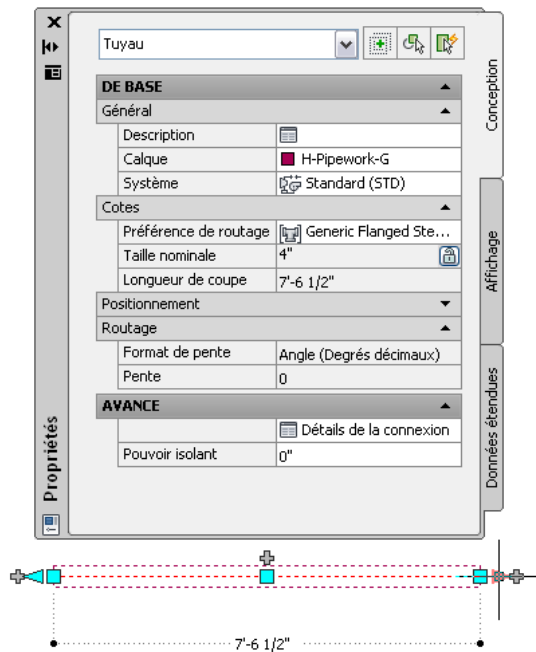 Tuyau
DE BASE
Général
Description
Calque H-Pipework-G
Système Standard (STD)
Cotes
Préférence de routage Generic Flanged Ste...
Taille nominale 4"
Longueur de coupe 7'-6 1/2"
Positionnement
Routage
Format de pente Angle (Degrés décimaux)
Pente 0
AVANCE
Détails de la connexion
Pouvoir isolant 0"
Propriétés
Conception
Affichage
Données étendues
7'-6 1/2"